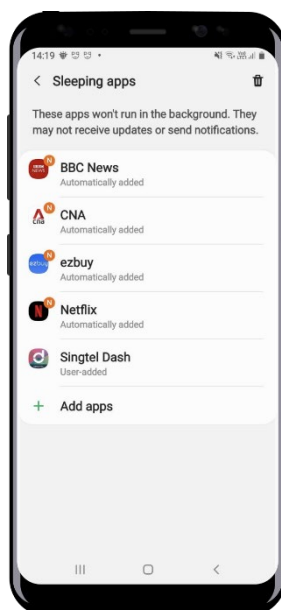 14:19
Sleeping apps
These apps won't run in the background. They
may not receive updates or send notifications.
N
BBC News
Automatically added
N
CNA
Automatically added
CNA
N
ezbuy
Automatically added
ezbuy
N
Netflix
Automatically added
N
Singtel Dash
User-added
d
+ Add apps